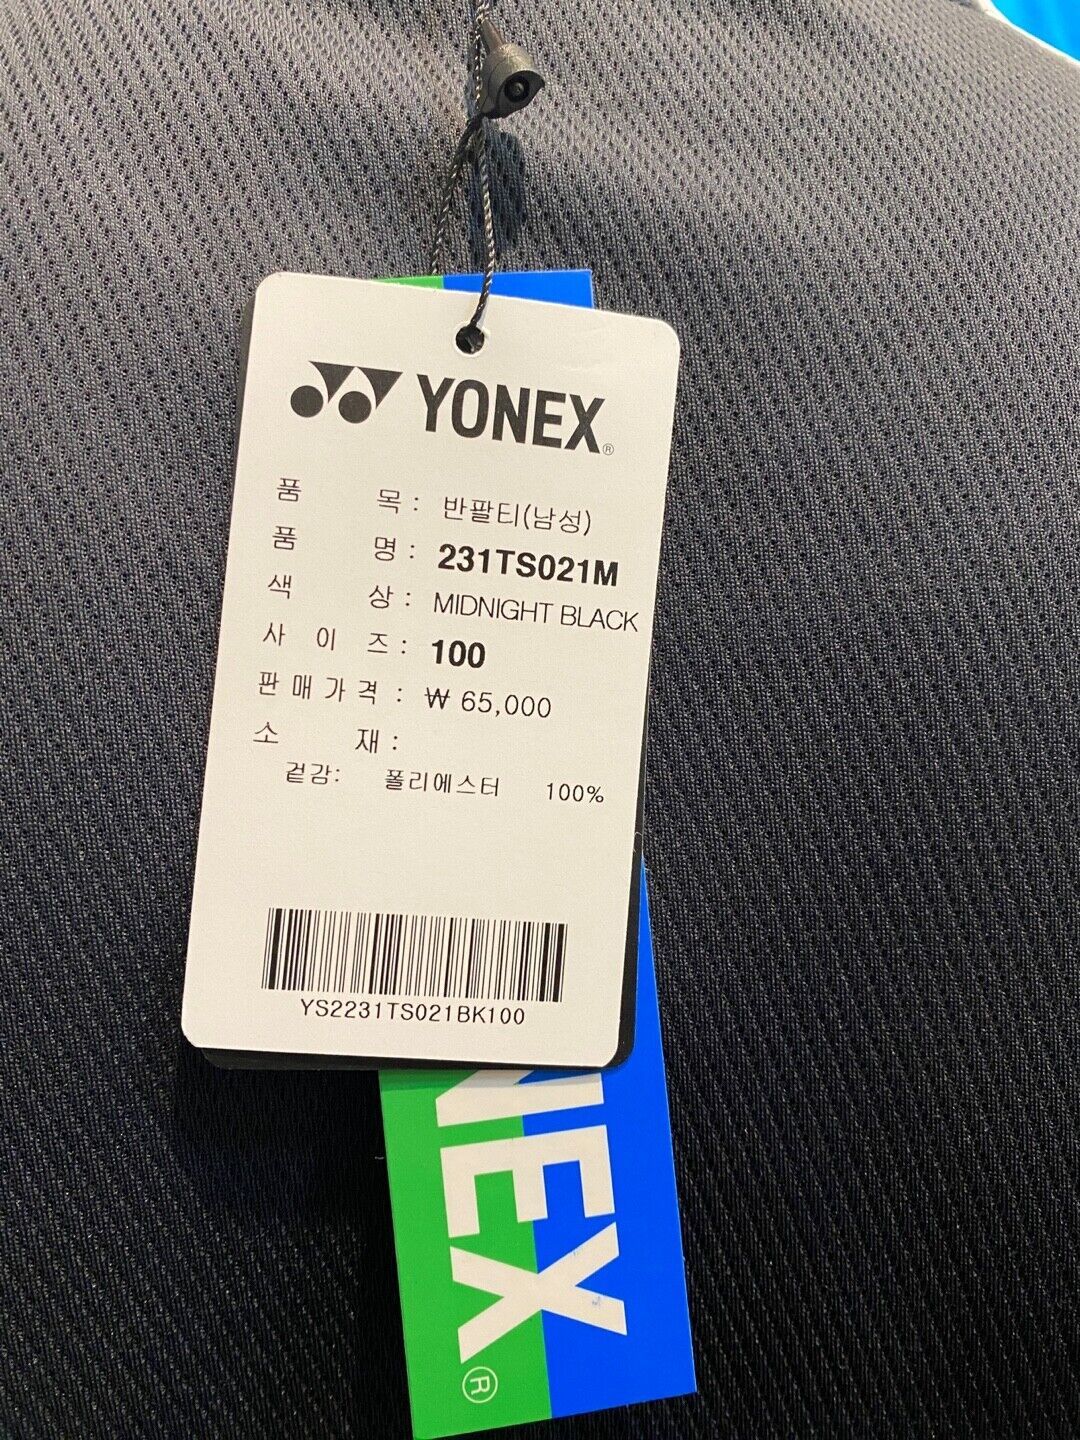 YONEX®
품 목 : 반팔티(남성)
품 명 : 231TS021M
색 상 : MIDNIGHT BLACK
사 이 즈 : 100
판 매 가 격 : ₩ 65,000
소 재 :
겉감: 폴리에스터 100%
YS2231TS021BK100
NEX®